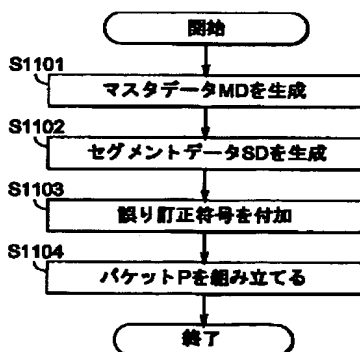 開始
S1101
マスタデータMDを生成
S1102
セグメントデータSDを生成
S1103
誤り訂正符号を付加
S1104
パケットPを組み立てる
終了